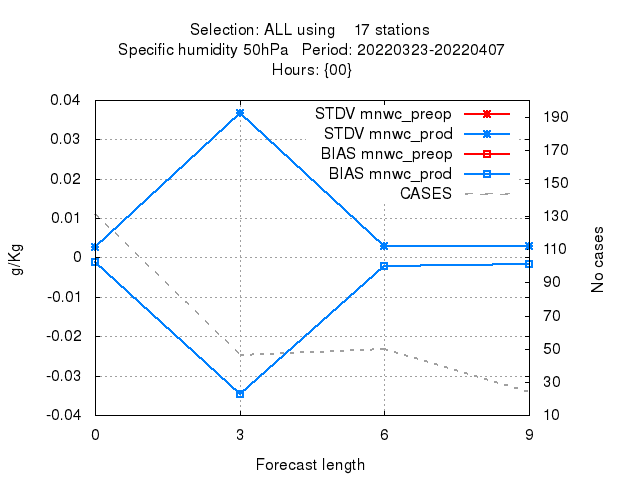 Selection: ALL using 17 stations
Specific humidity 50hPa Period: 20220323-20220407
Hours: {00}
STDV mnwc_preop
STDV mnwc_prod
BIAS mnwc_preop
BIAS mnwc_prod
CASES
0.04
0.03
0.02
0.01
0
-0.01
-0.02
-0.03
-0.04
g/Kg
190
170
150
130
110
90
70
50
30
10
No cases
0 3 6 9
Forecast length